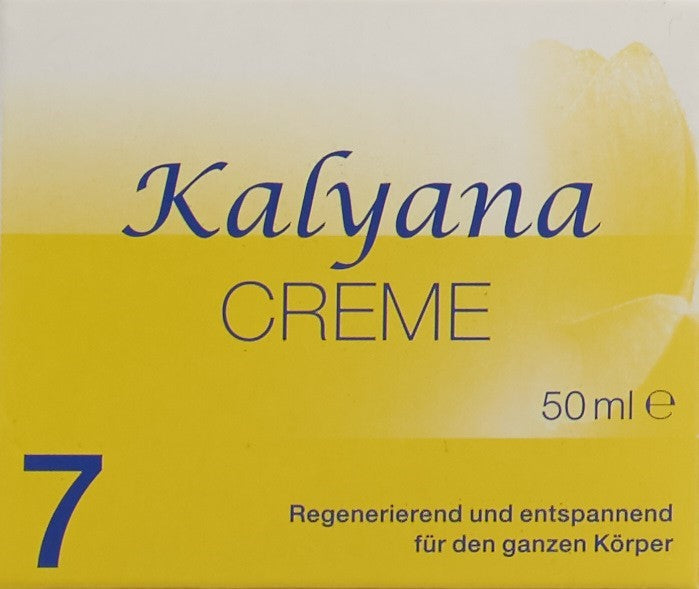 Kalyana
CREME
50 ml ℮
7
Regenerierend und entspannend
für den ganzen Körper